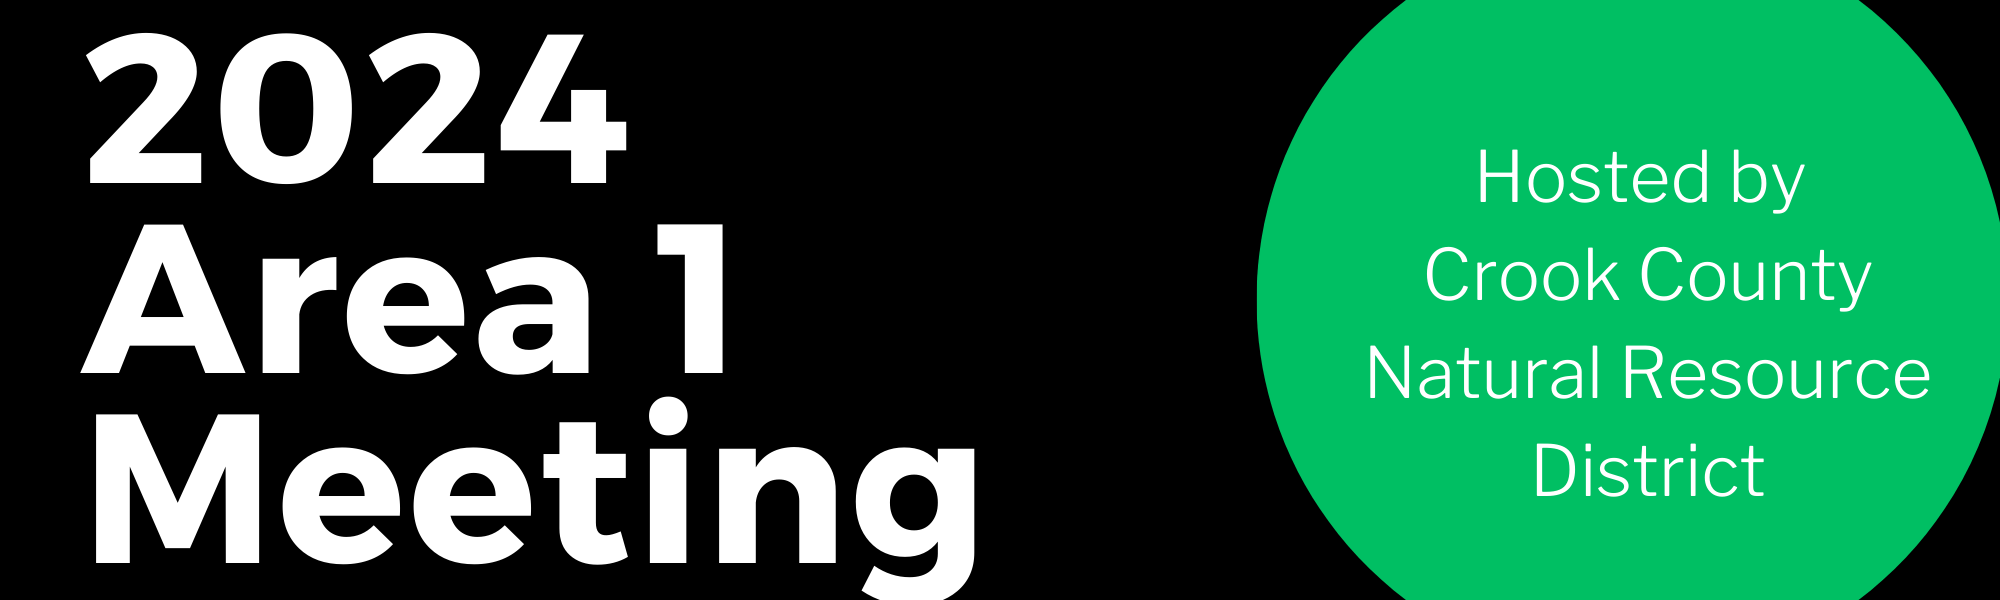 2024
Area 1
Meeting
Hosted by
Crook County
Natural Resource
District